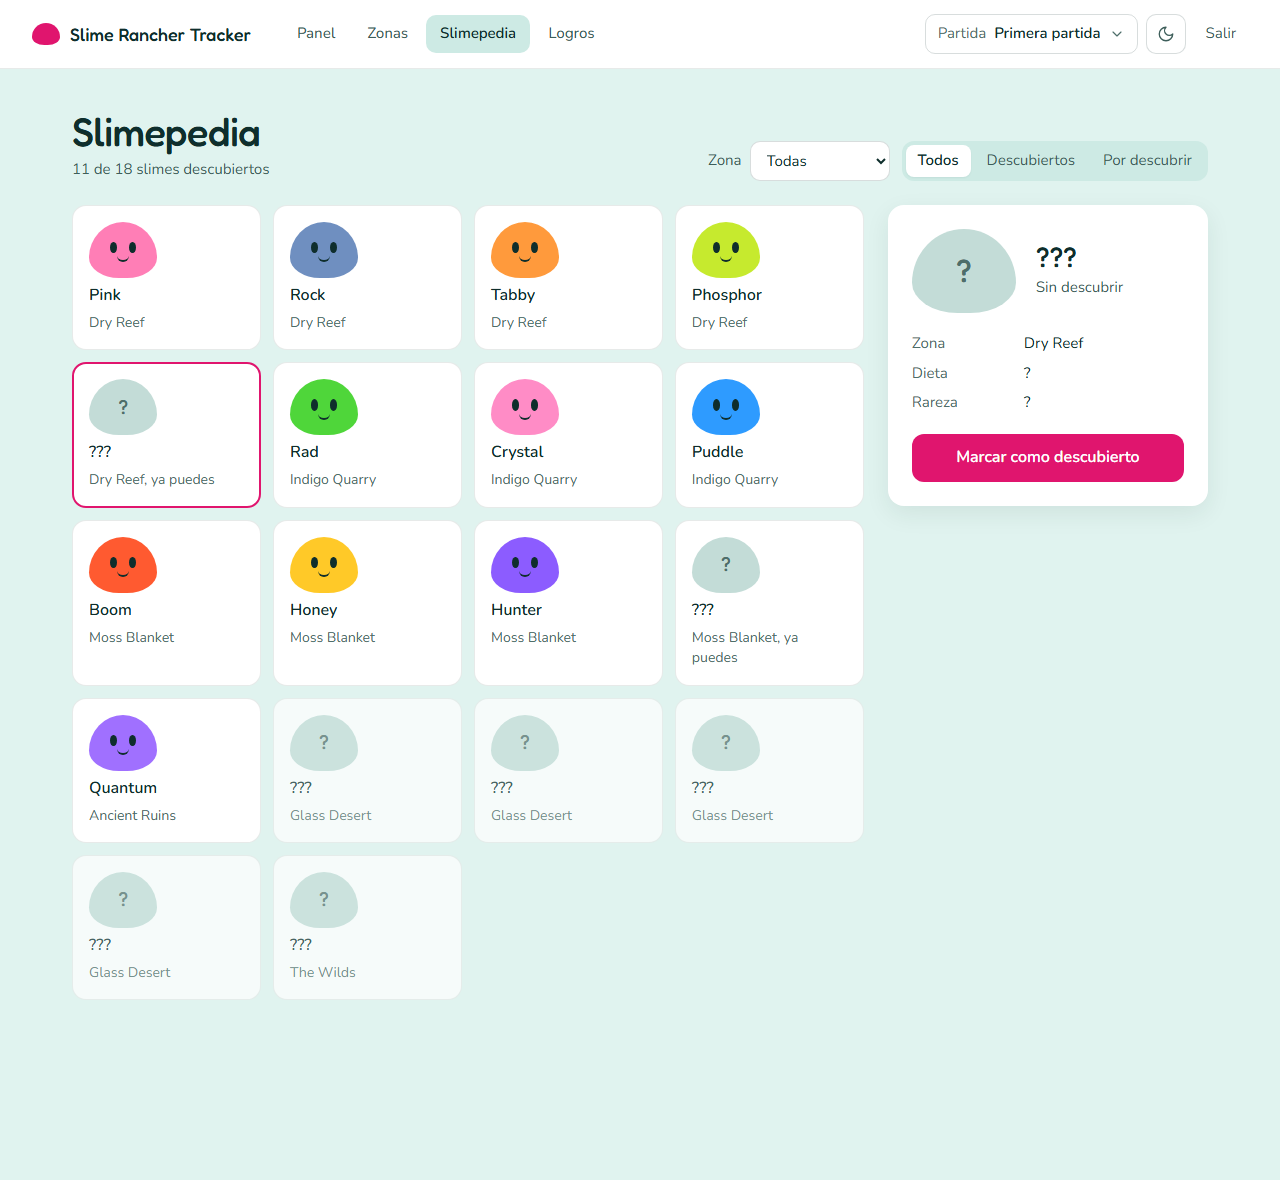 Slime Rancher Tracker
Panel
Zonas
Slimepedia
Logros
Partida Primera partida
Salir
Slimepedia
11 de 18 slimes descubiertos
Zona
Todas
Todos
Descubiertos
Por descubrir
Pink
Dry Reef
Rock
Dry Reef
Tabby
Dry Reef
Phosphor
Dry Reef
?
???
Dry Reef, ya puedes
Rad
Indigo Quarry
Crystal
Indigo Quarry
Puddle
Indigo Quarry
Boom
Moss Blanket
Honey
Moss Blanket
Hunter
Moss Blanket
?
???
Moss Blanket, ya
puedes
Quantum
Ancient Ruins
?
???
Glass Desert
?
???
Glass Desert
?
???
Glass Desert
?
???
Glass Desert
?
???
The Wilds
?
???
Sin descubrir
Zona Dry Reef
Dieta ?
Rareza ?
Marcar como descubierto